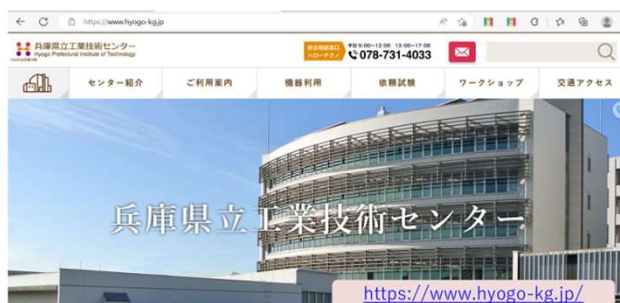 https://www.hyogo-kg.jp
兵庫県立工業技術センター
Hyogo Prefectural Institute of Technology
総合相談窓口
ハローテクノ
平日 9:00~12:00 13:00~17:00
078-731-4033
センター紹介
ご利用案内
機器利用
依頼試験
ワークショップ
交通アクセス
兵庫県立工業技術センター
https://www.hyogo-kg.jp/